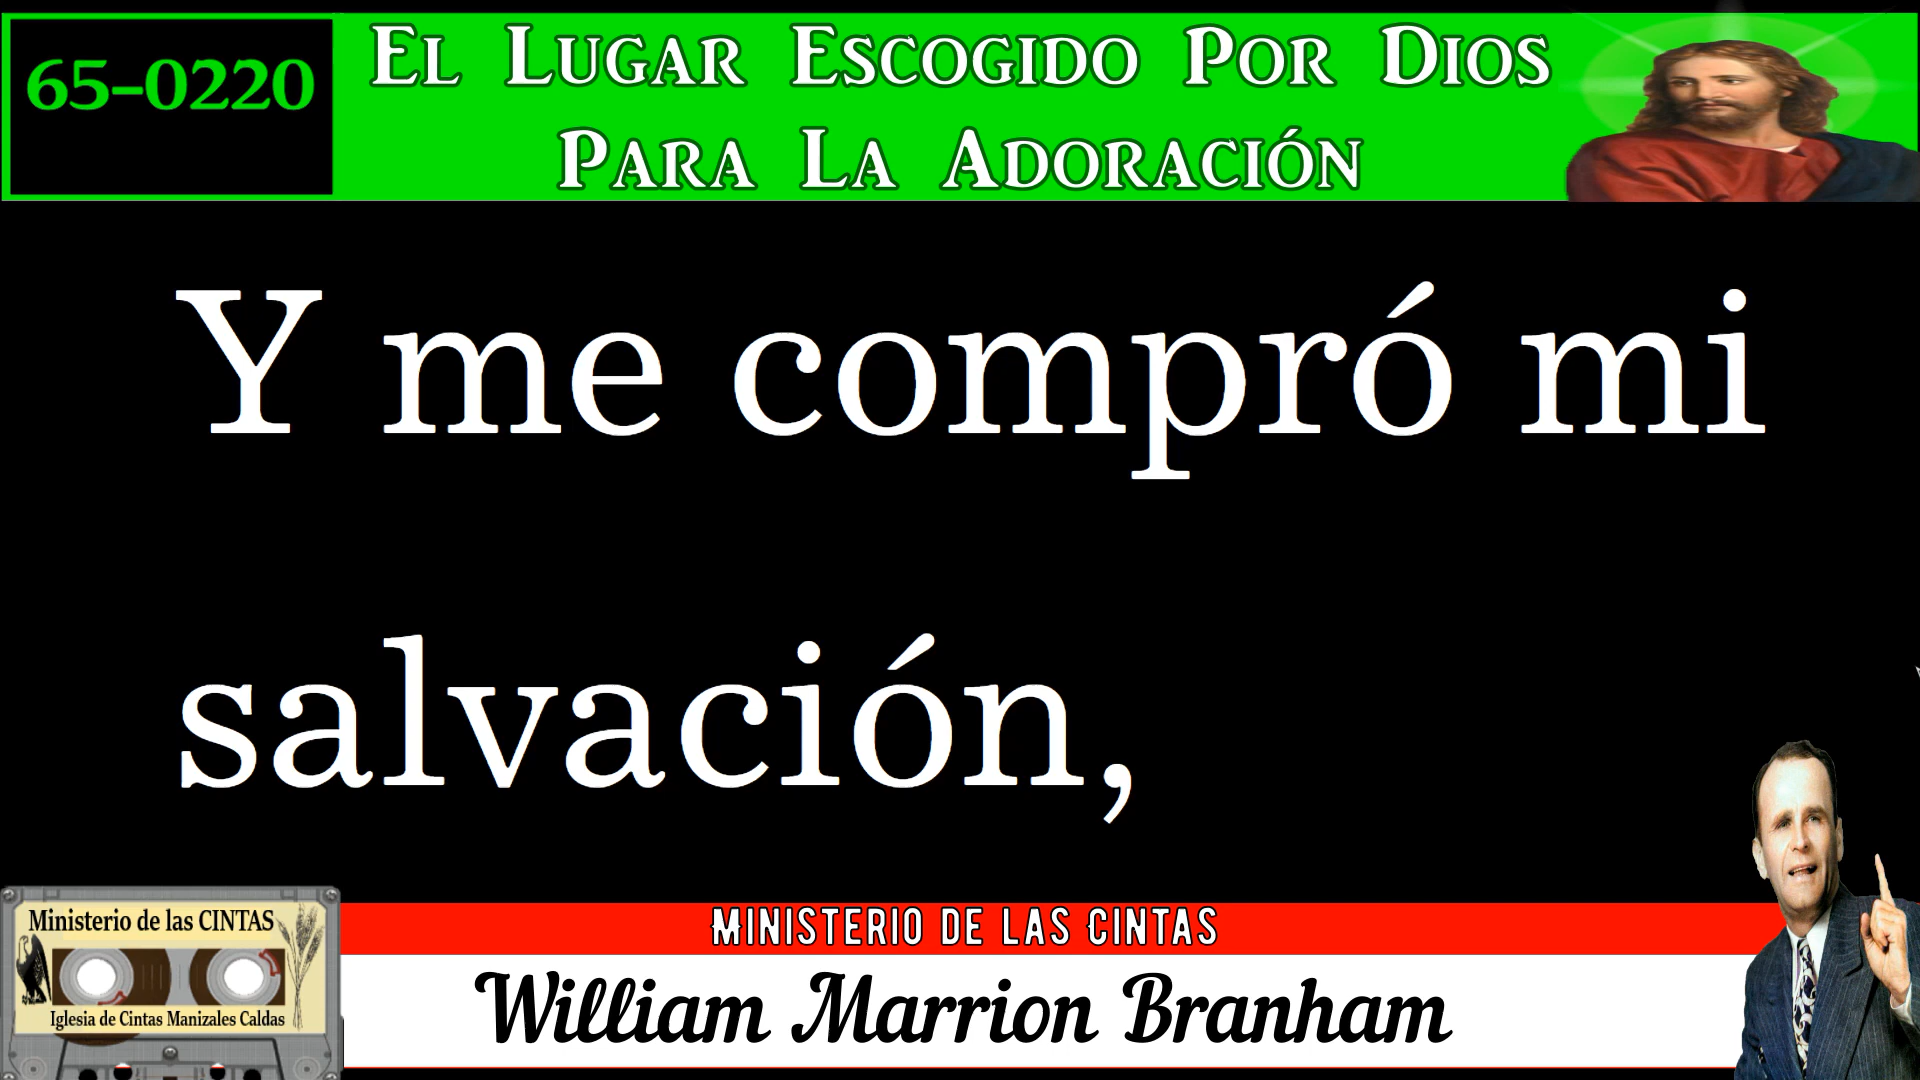 65-0220
El Lugar Escogido Por Dios
Para La Adoración
Y me compró mi
salvación,
Ministerio de las CINTAS
Iglesia de Cintas Manizales Caldas
MINISTERIO DE LAS CINTAS
William Marrion Branham